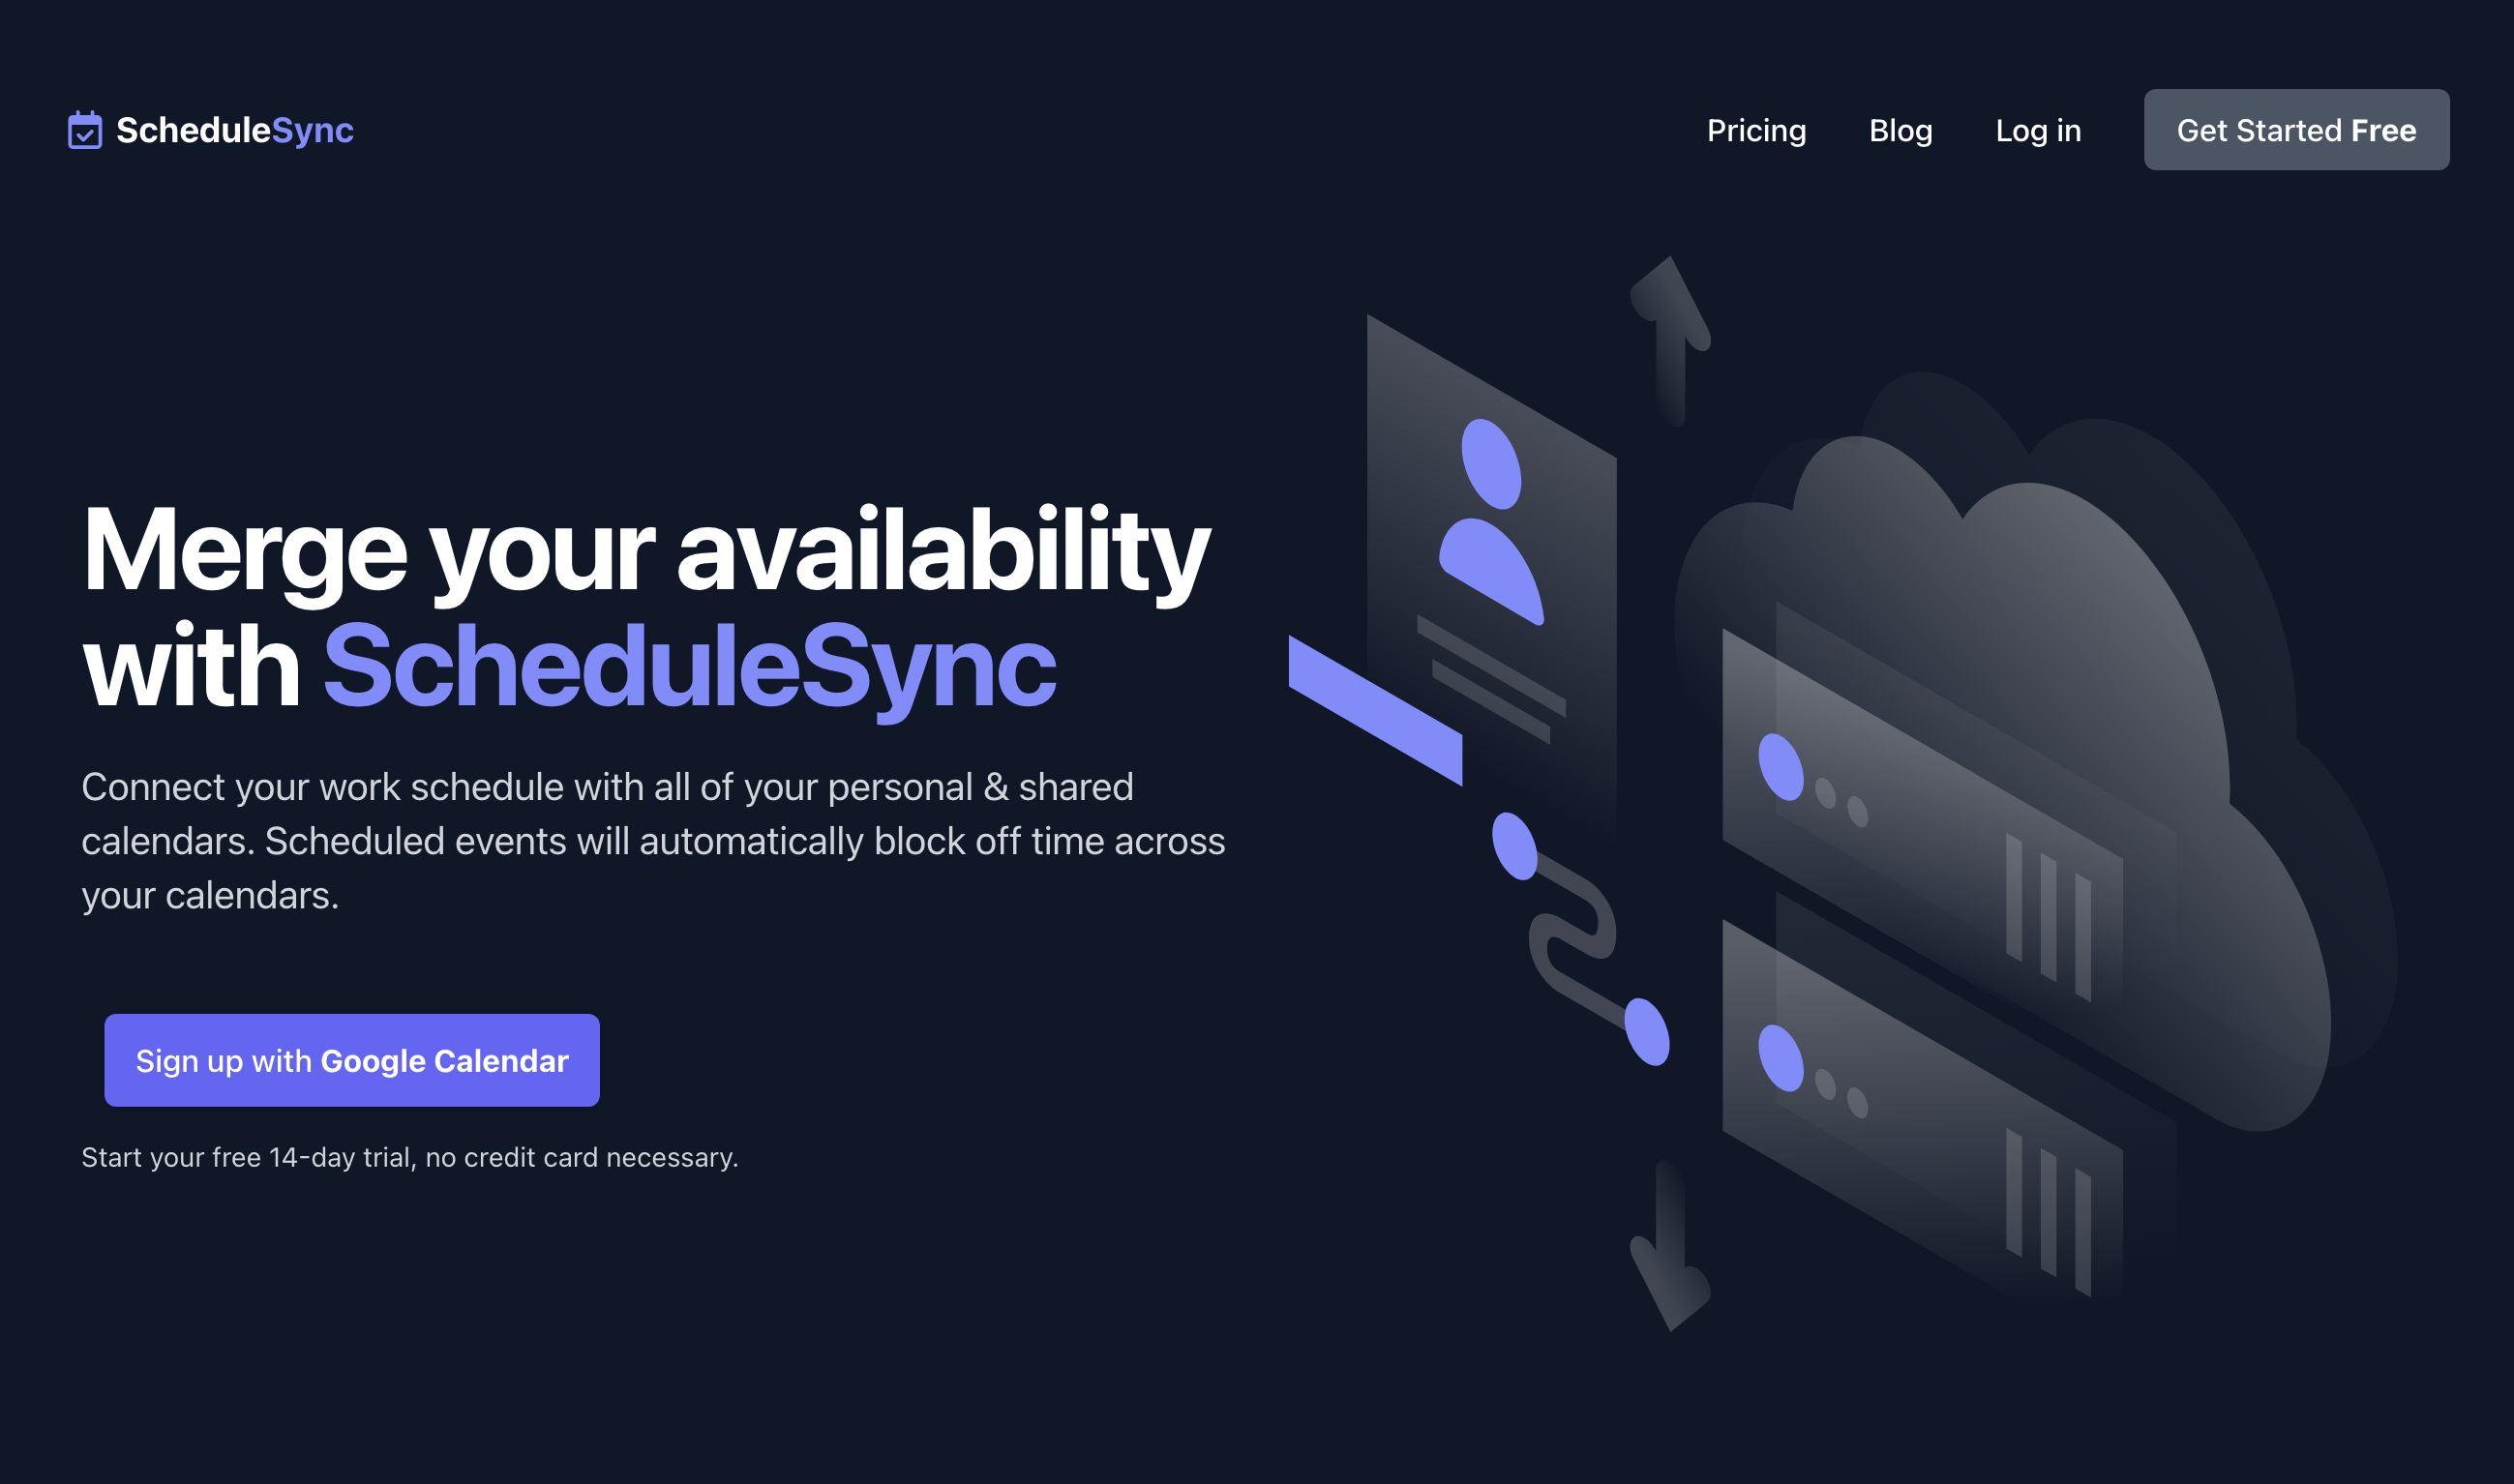 ScheduleSync
Pricing
Blog
Log in
Get Started Free
Merge your availability
with ScheduleSync
Connect your work schedule with all of your personal & shared
calendars. Scheduled events will automatically block off time across
your calendars.
Sign up with Google Calendar
Start your free 14-day trial, no credit card necessary.